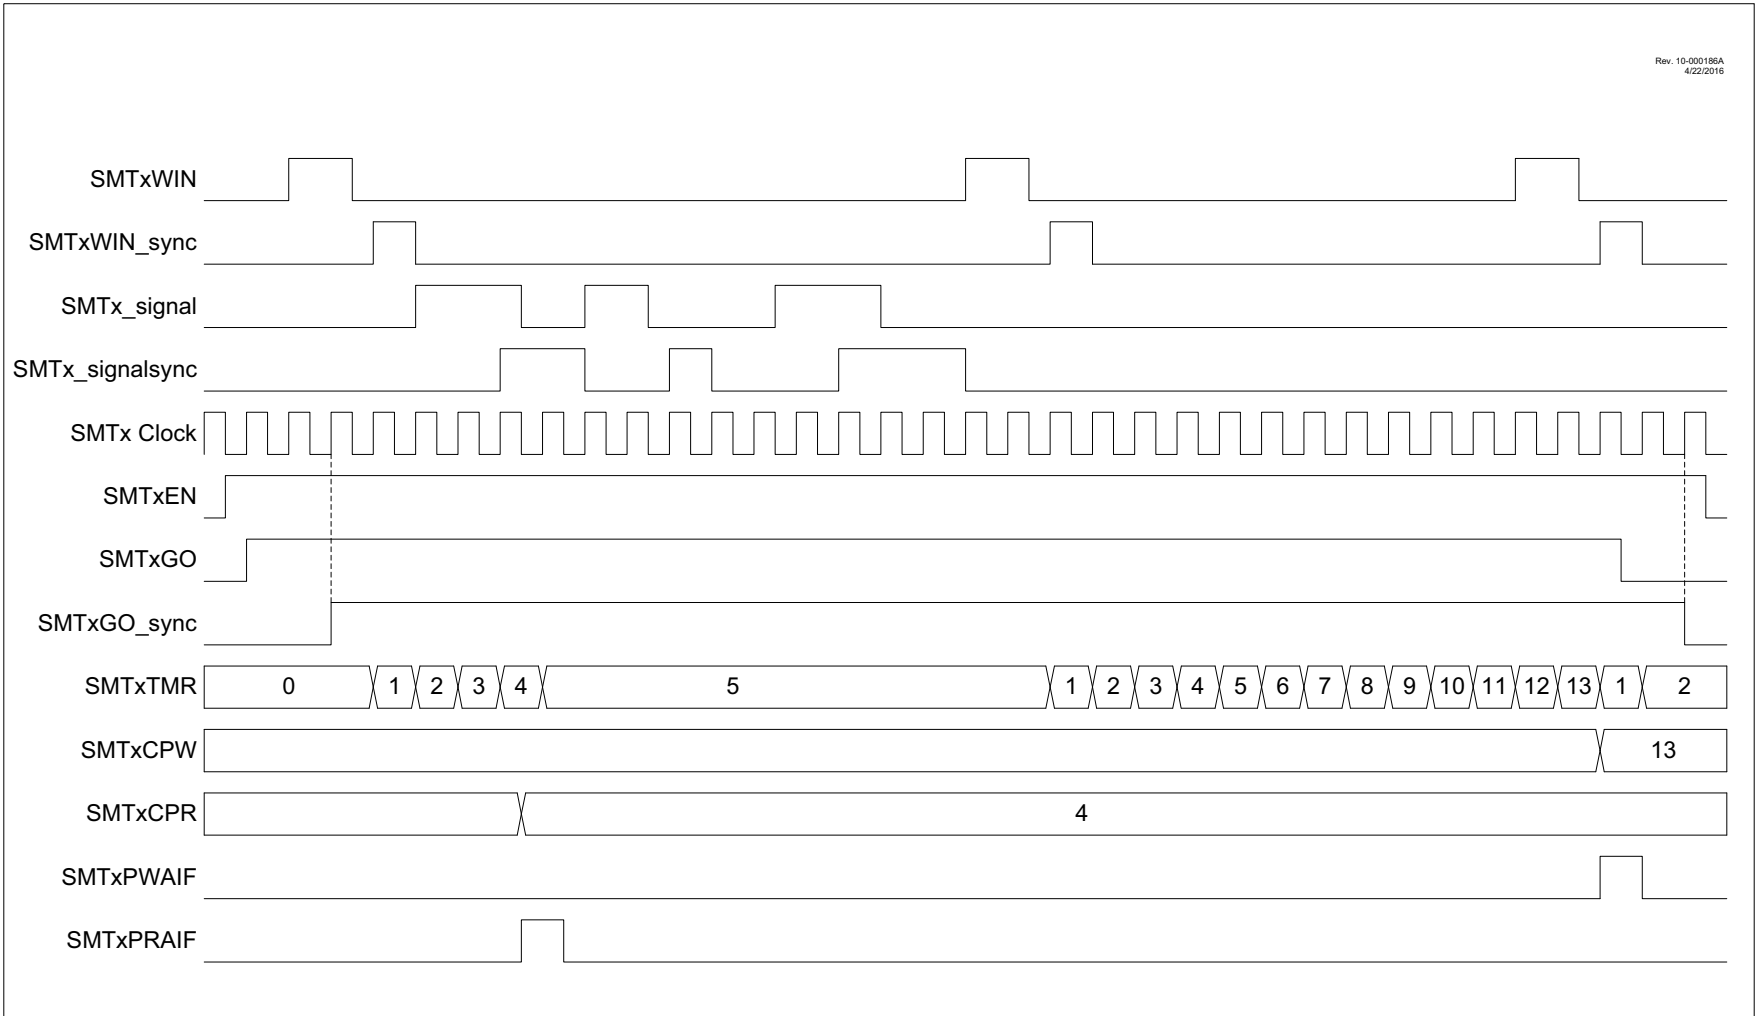 Rev. 10-000186A
4/22/2016
SMTxWIN
SMTxWIN_sync
SMTx_signal
SMTx_signalsync
SMTx Clock
SMTxEN
SMTxGO
SMTxGO_sync
SMTxTMR 0 1 2 3 4 5 1 2 3 4 5 6 7 8 9 10 11 12 13 1 2
SMTxCPW 13
SMTxCPR 4
SMTxPWAIF
SMTxPRAIF